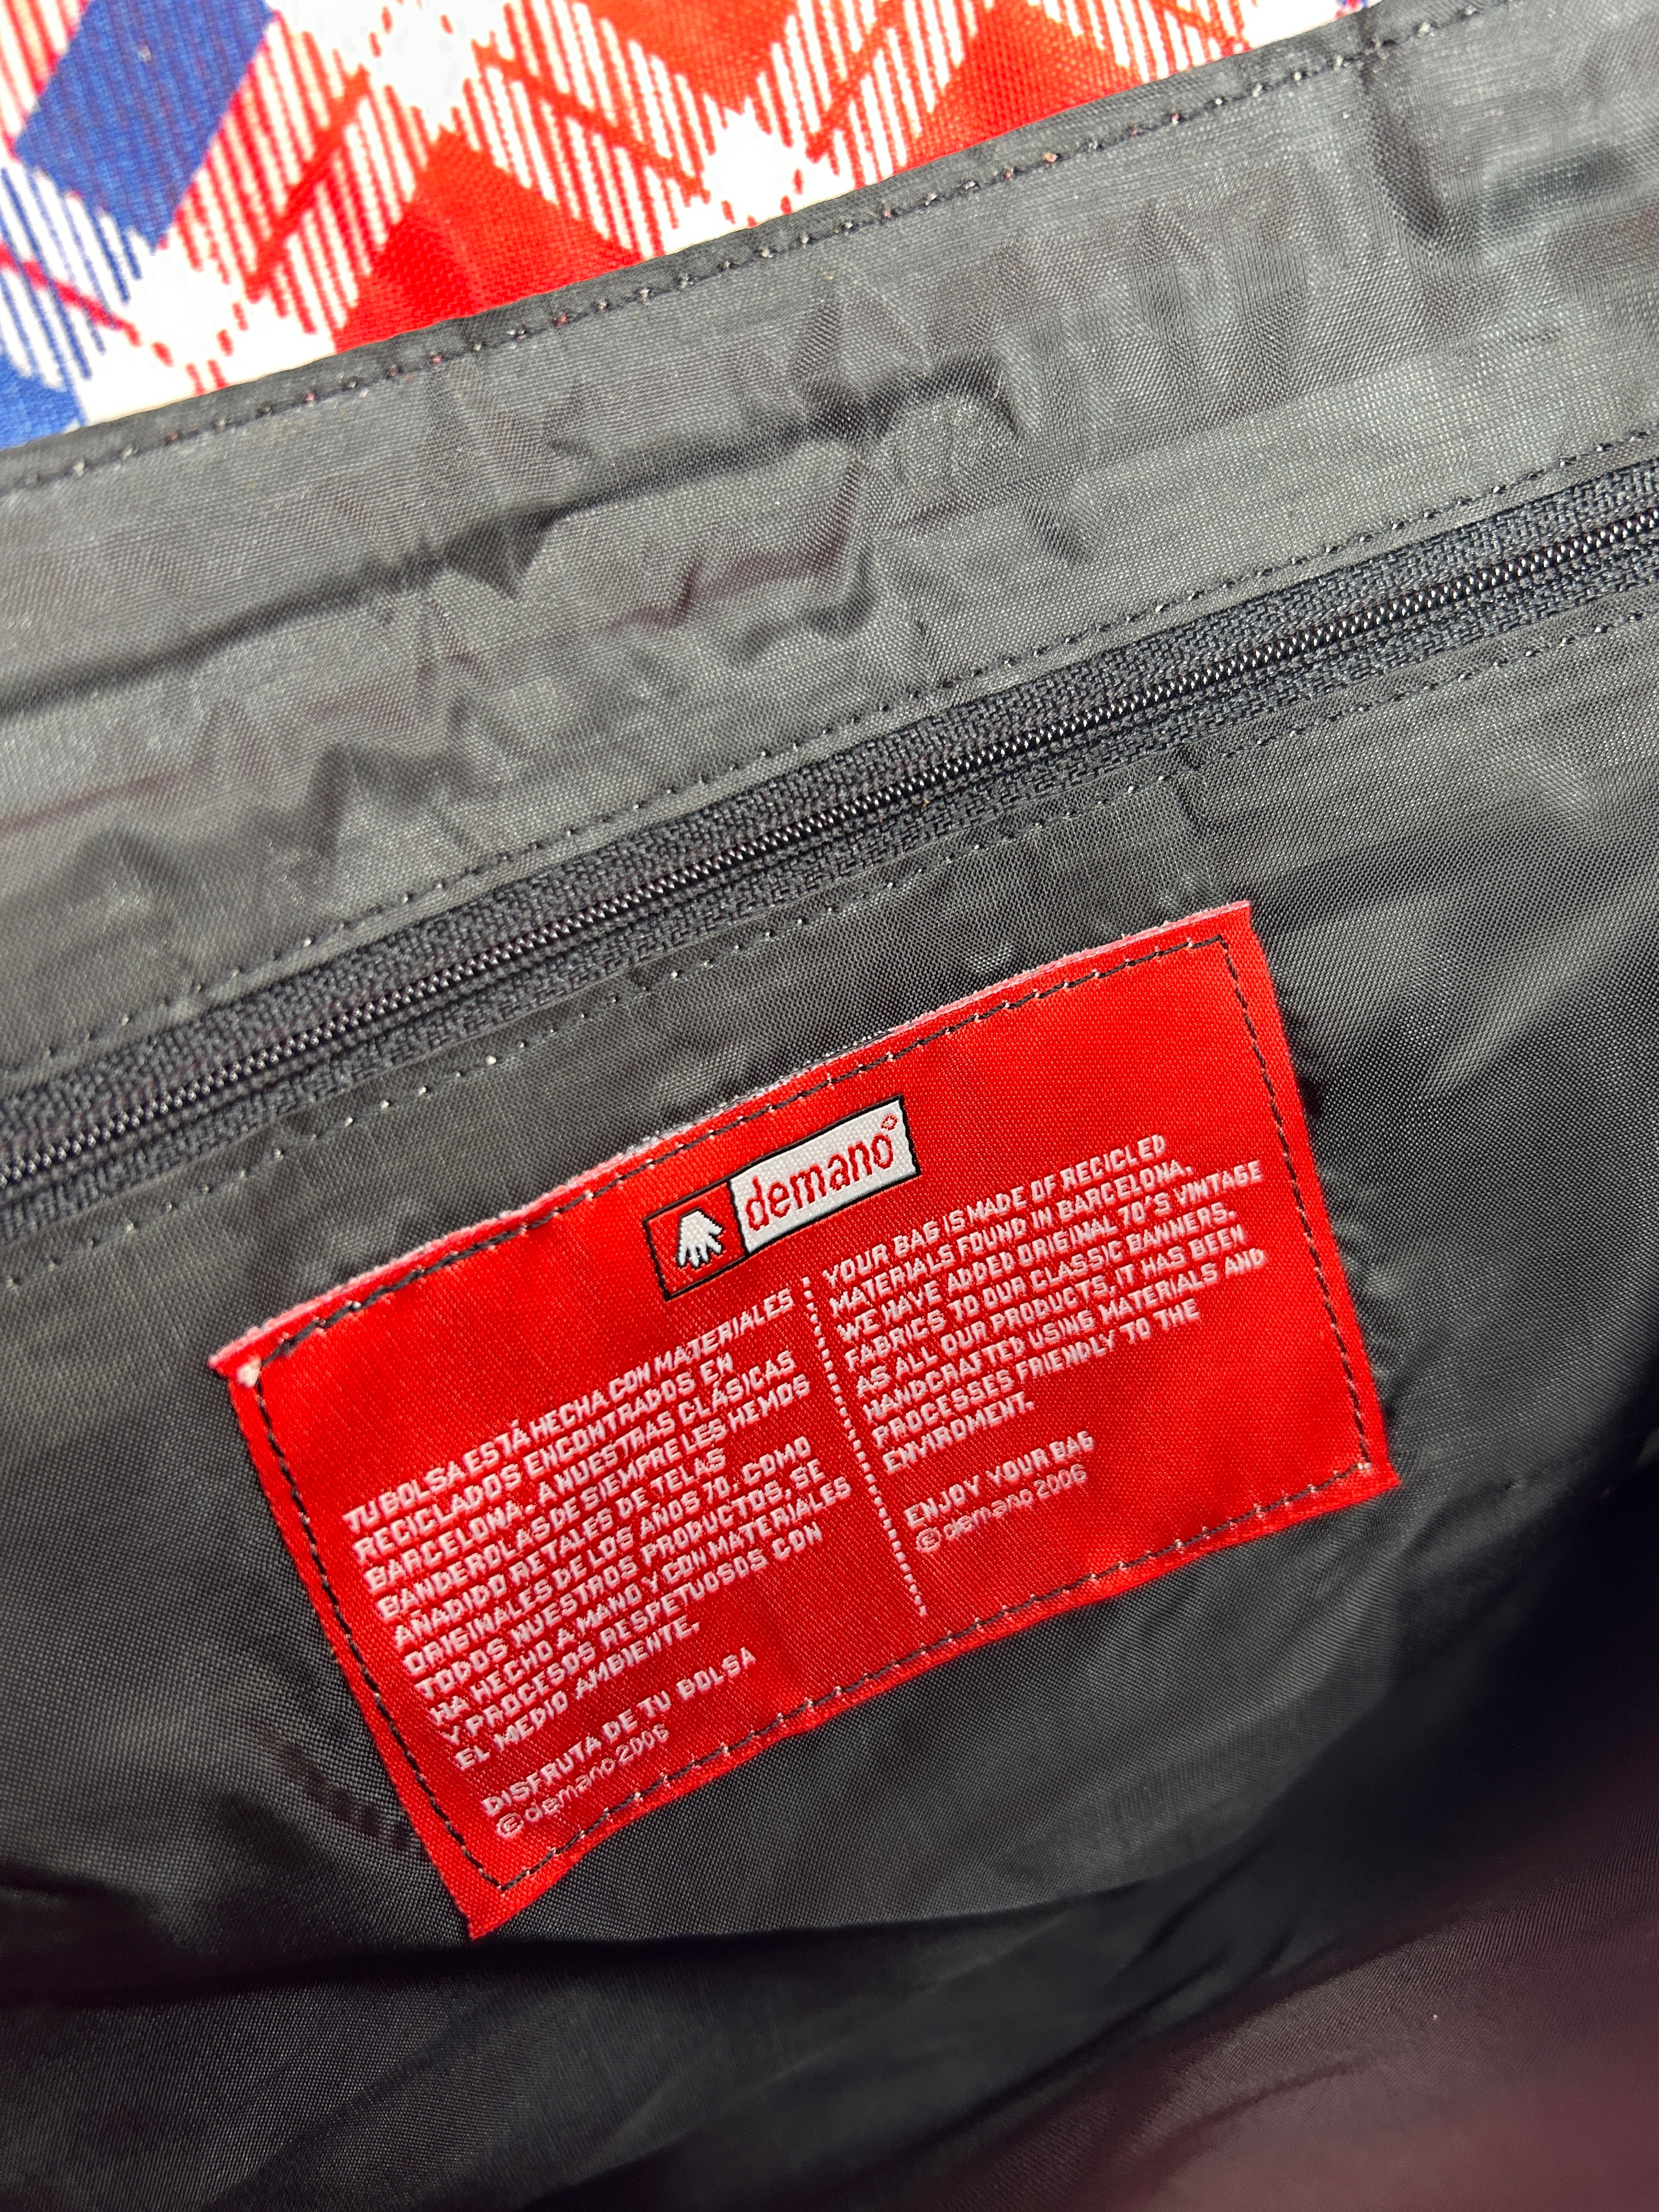 demano°
TU BOLSA ESTÁ HECHA CON MATERIALES
RECICLADOS ENCONTRADOS EN
BARCELONA. A NUESTRAS CLÁSICAS
BANDEROLAS DE SIEMPRE LES HEMOS
AÑADIDO RETALES DE TELAS
ORIGINALES DE LOS AÑOS 70. COMO
TODOS NUESTROS PRODUCTOS, SE
HA HECHO A MANO Y CON MATERIALES
Y PROCESOS RESPETUOSOS CON
EL MEDIO AMBIENTE.
DISFRUTA DE TU BOLSA
©demano 2006
YOUR BAG IS MADE OF RECICLED
MATERIALS FOUND IN BARCELONA.
WE HAVE ADDED ORIGINAL 70'S VINTAGE
FABRICS TO OUR CLASSIC BANNERS.
AS ALL OUR PRODUCTS, IT HAS BEEN
HANDCRAFTED USING MATERIALS AND
PROCESSES FRIENDLY TO THE
ENVIROMENT.
ENJOY YOUR BAG
©demano 2006